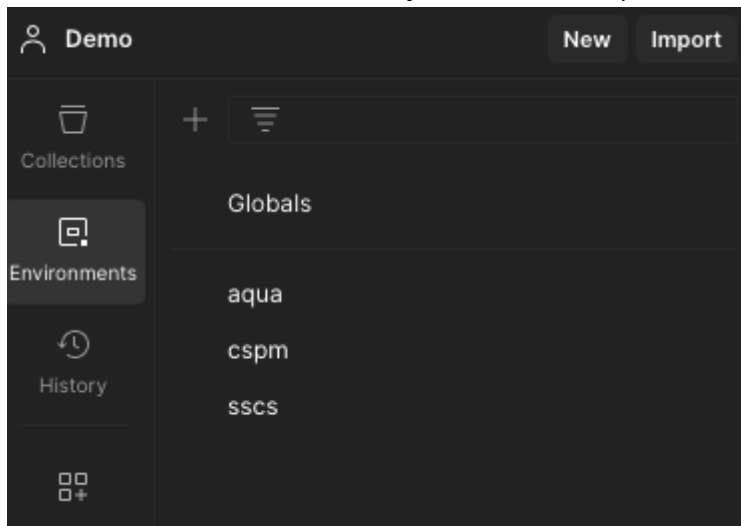 Demo
New
Import
Collections
Environments
History
Globals
aqua
cspm
sscs